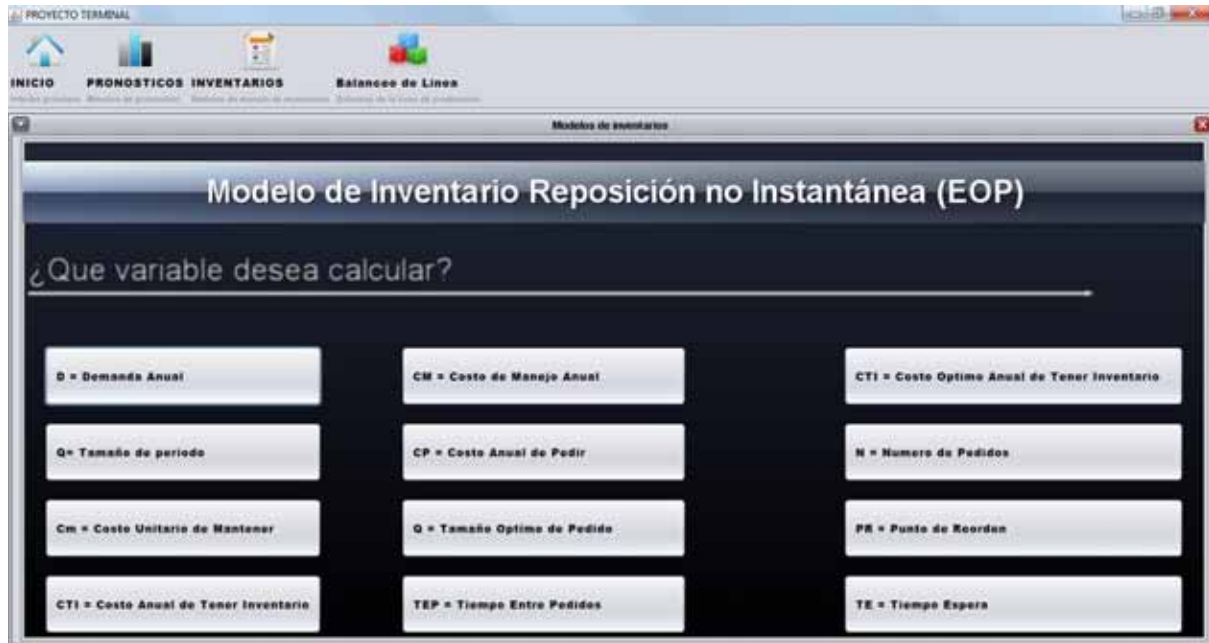 PROYECTO TERMINAL
INICIO PRONOSTICOS INVENTARIOS Balanceo de Linea
Modelos de inventarios
Modelo de Inventario Reposición no Instantánea (EOP)
¿Que variable desea calcular?
D = Demanda Anual
CM = Costo de Manejo Anual
CTI = Costo Optimo Anual de Tener Inventario
Q= Tamaño de periodo
CP = Costo Anual de Pedir
N = Numero de Pedidos
Cm = Costo Unitario de Mantener
Q = Tamaño Optimo de Pedido
PR = Punto de Reorden
CTI = Costo Anual de Tener Inventario
TEP = Tiempo Entre Pedidos
TE = Tiempo Espera